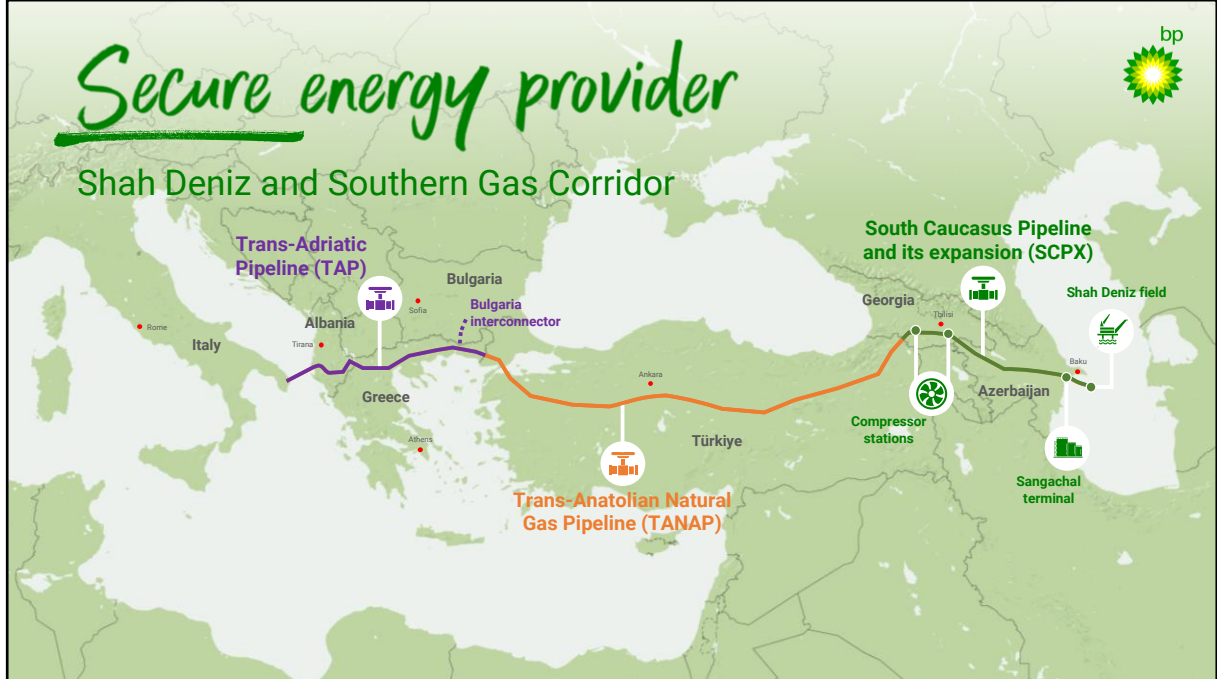 bp
Secure energy provider
Shah Deniz and Southern Gas Corridor
Trans-Adriatic
Pipeline (TAP)
Bulgaria
Sofia
Bulgaria
interconnector
Albania
Tirana
Rome
Italy
Greece
Athens
Ankara
Türkiye
Trans-Anatolian Natural
Gas Pipeline (TANAP)
South Caucasus Pipeline
and its expansion (SCPX)
Georgia
Tbilisi
Shah Deniz field
Baku
Azerbaijan
Compressor
stations
Sangachal
terminal